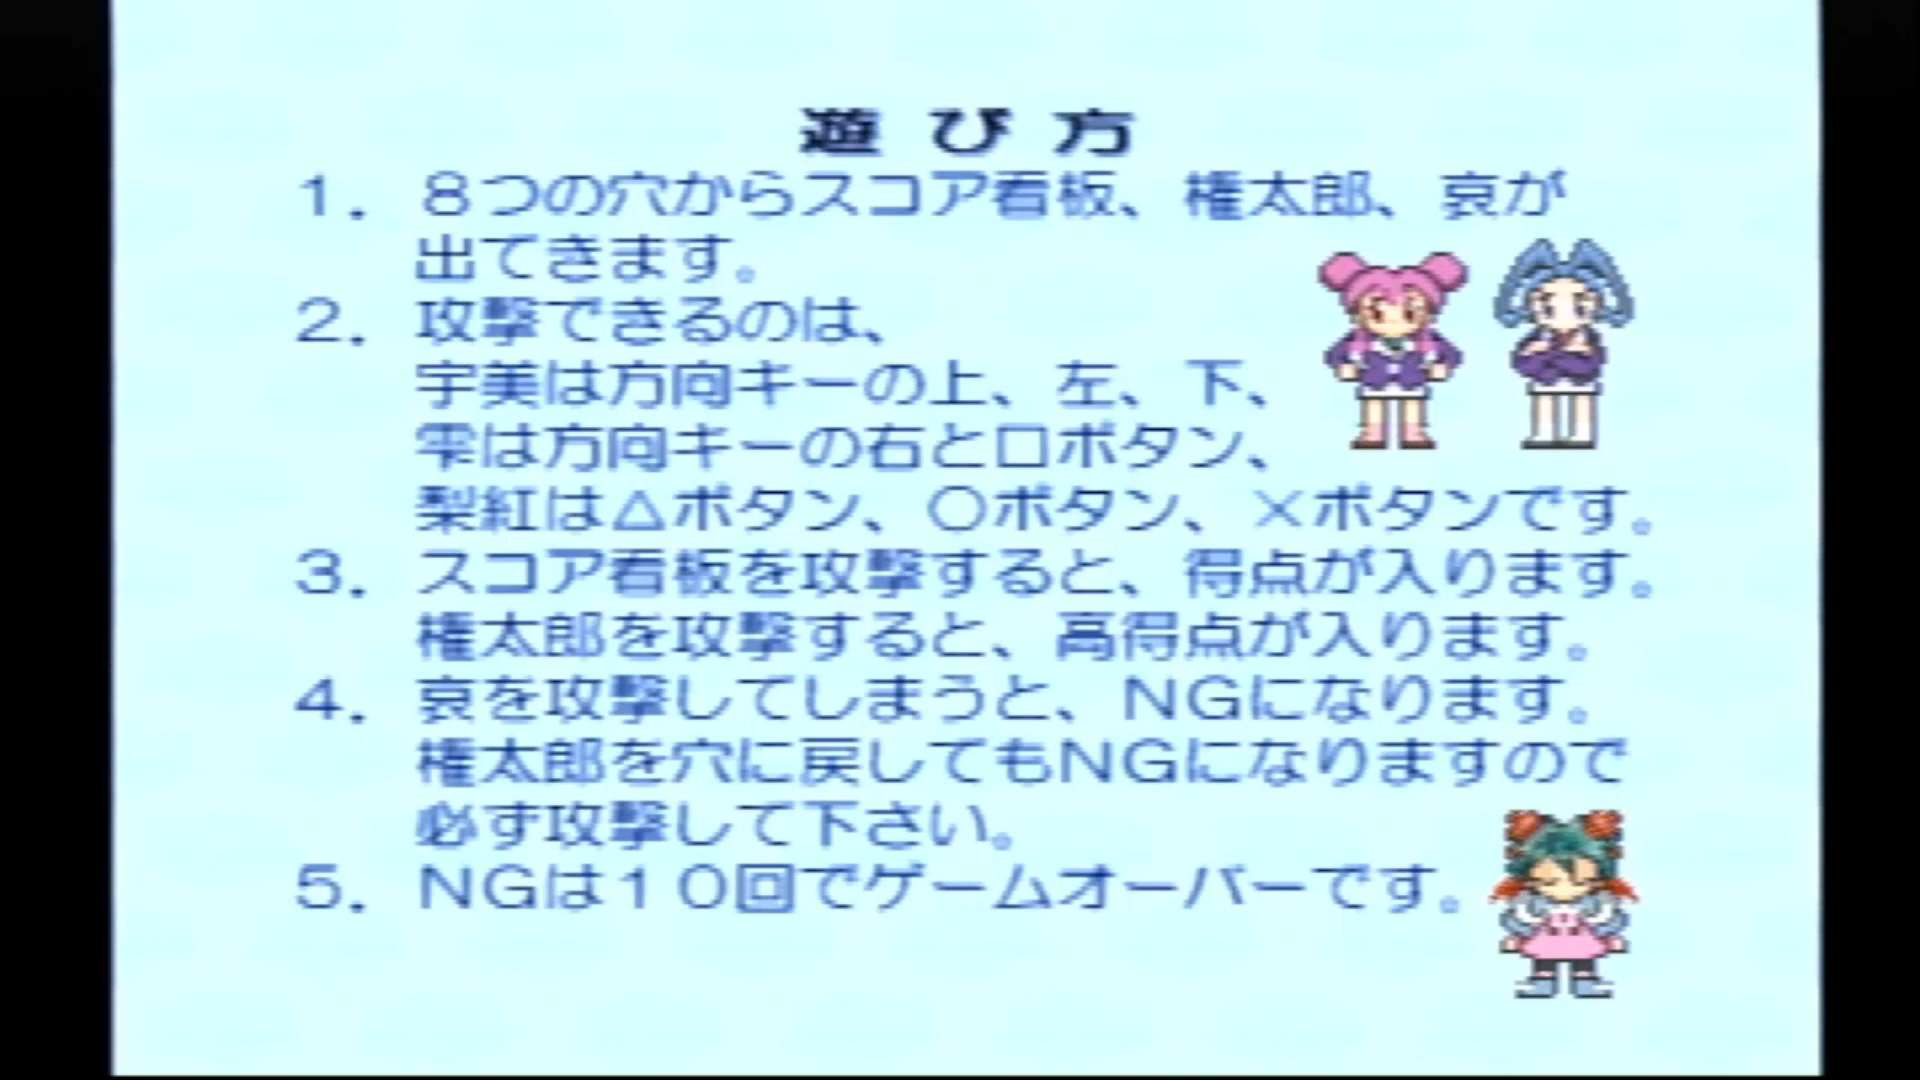 遊び方
1. 8つの穴からスコア看板、権太郎、哀が
出てきます。
2. 攻撃できるのは、
宇美は方向キーの上、左、下、
雫は方向キーの右と□ボタン、
梨紅は△ボタン、○ボタン、×ボタンです。
3. スコア看板を攻撃すると、得点が入ります。
権太郎を攻撃すると、高得点が入ります。
4. 哀を攻撃してしまうと、NGになります。
権太郎を穴に戻してもNGになりますので
必ず攻撃して下さい。
5. NGは10回でゲームオーバーです。